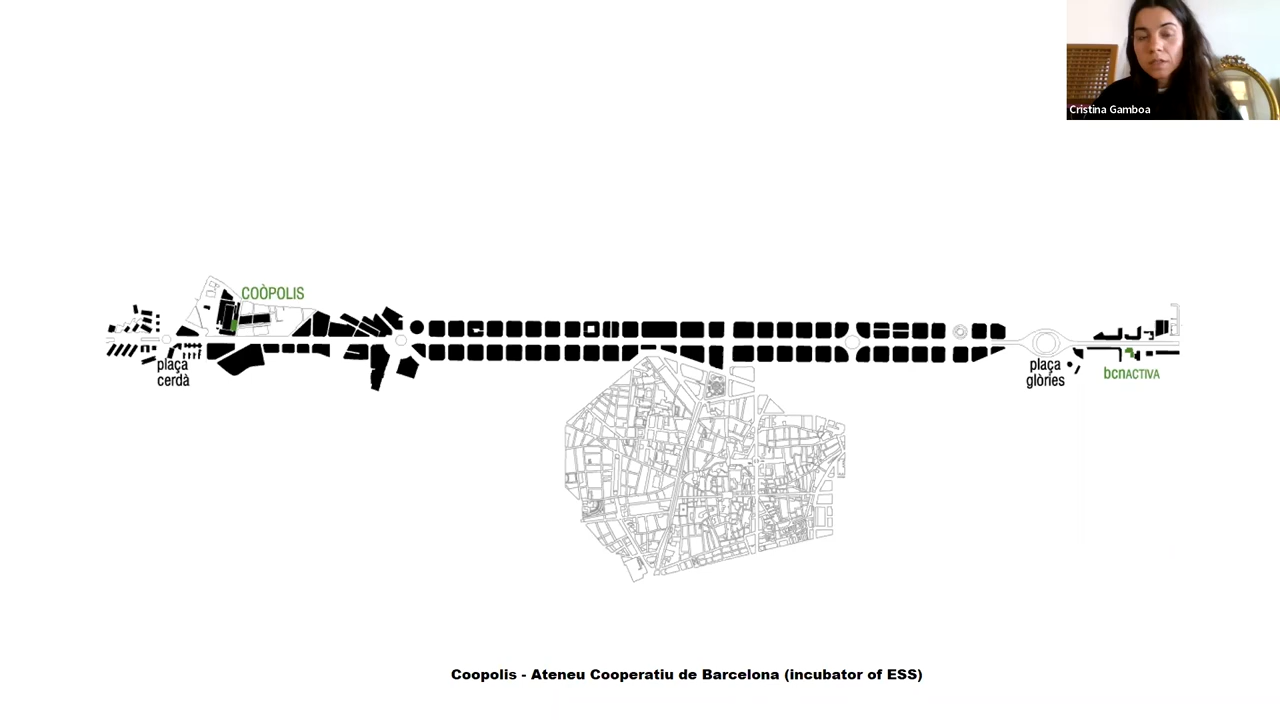 Cristina Gamboa
COÒPOLIS
plaça
cerdà
plaça
glòries
bcnACTIVA
Coopolis - Ateneu Cooperatiu de Barcelona (incubator of ESS)